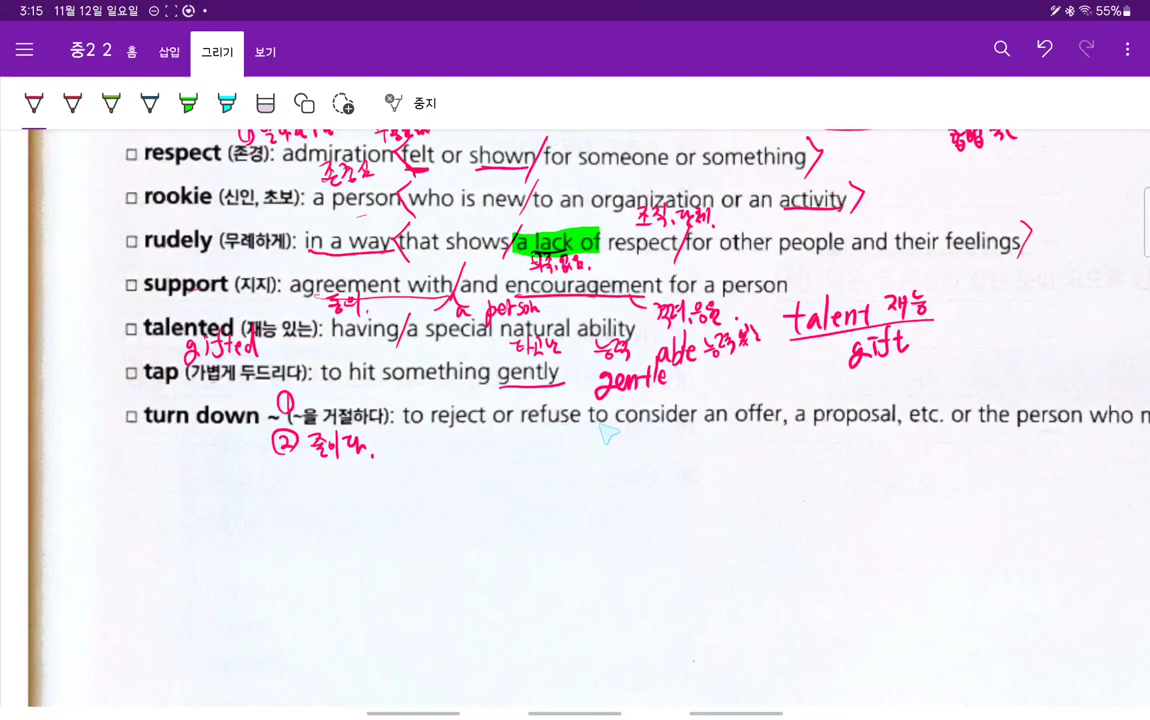 3:15 11월 12일 일요일 55%
중2 2 홈 삽입 그리기 보기
중지
respect (존경): admiration felt or shown for someone or something
존경심
rookie (신인, 초보): a person who is new to an organization or an activity
조직, 단체.
rudely (무례하게): in a way that shows a lack of respect for other people and their feelings
support (지지): agreement with and encouragement for a person
동의. a person 격려, 응원.
talent 재능
talented (재능 있는): having a special natural ability
gifted 타고난 능력 able 능력있는
gift
tap (가볍게 두드리다): to hit something gently
gentle
turn down ~ ① (~을 거절하다): to reject or refuse to consider an offer, a proposal, etc. or the person who
② 줄이다.